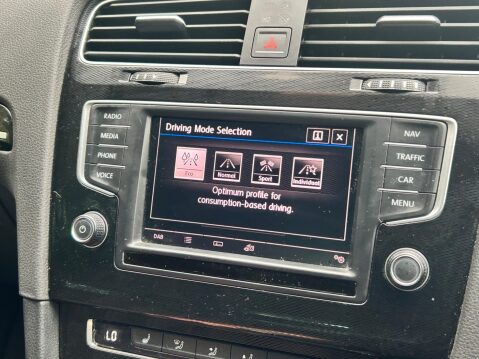 RADIO
MEDIA
PHONE
VOICE
Driving Mode Selection
Eco
Normal
Sport
Individual
Optimum profile for
consumption-based driving.
DAB
NAV
TRAFFIC
CAR
MENU
LO